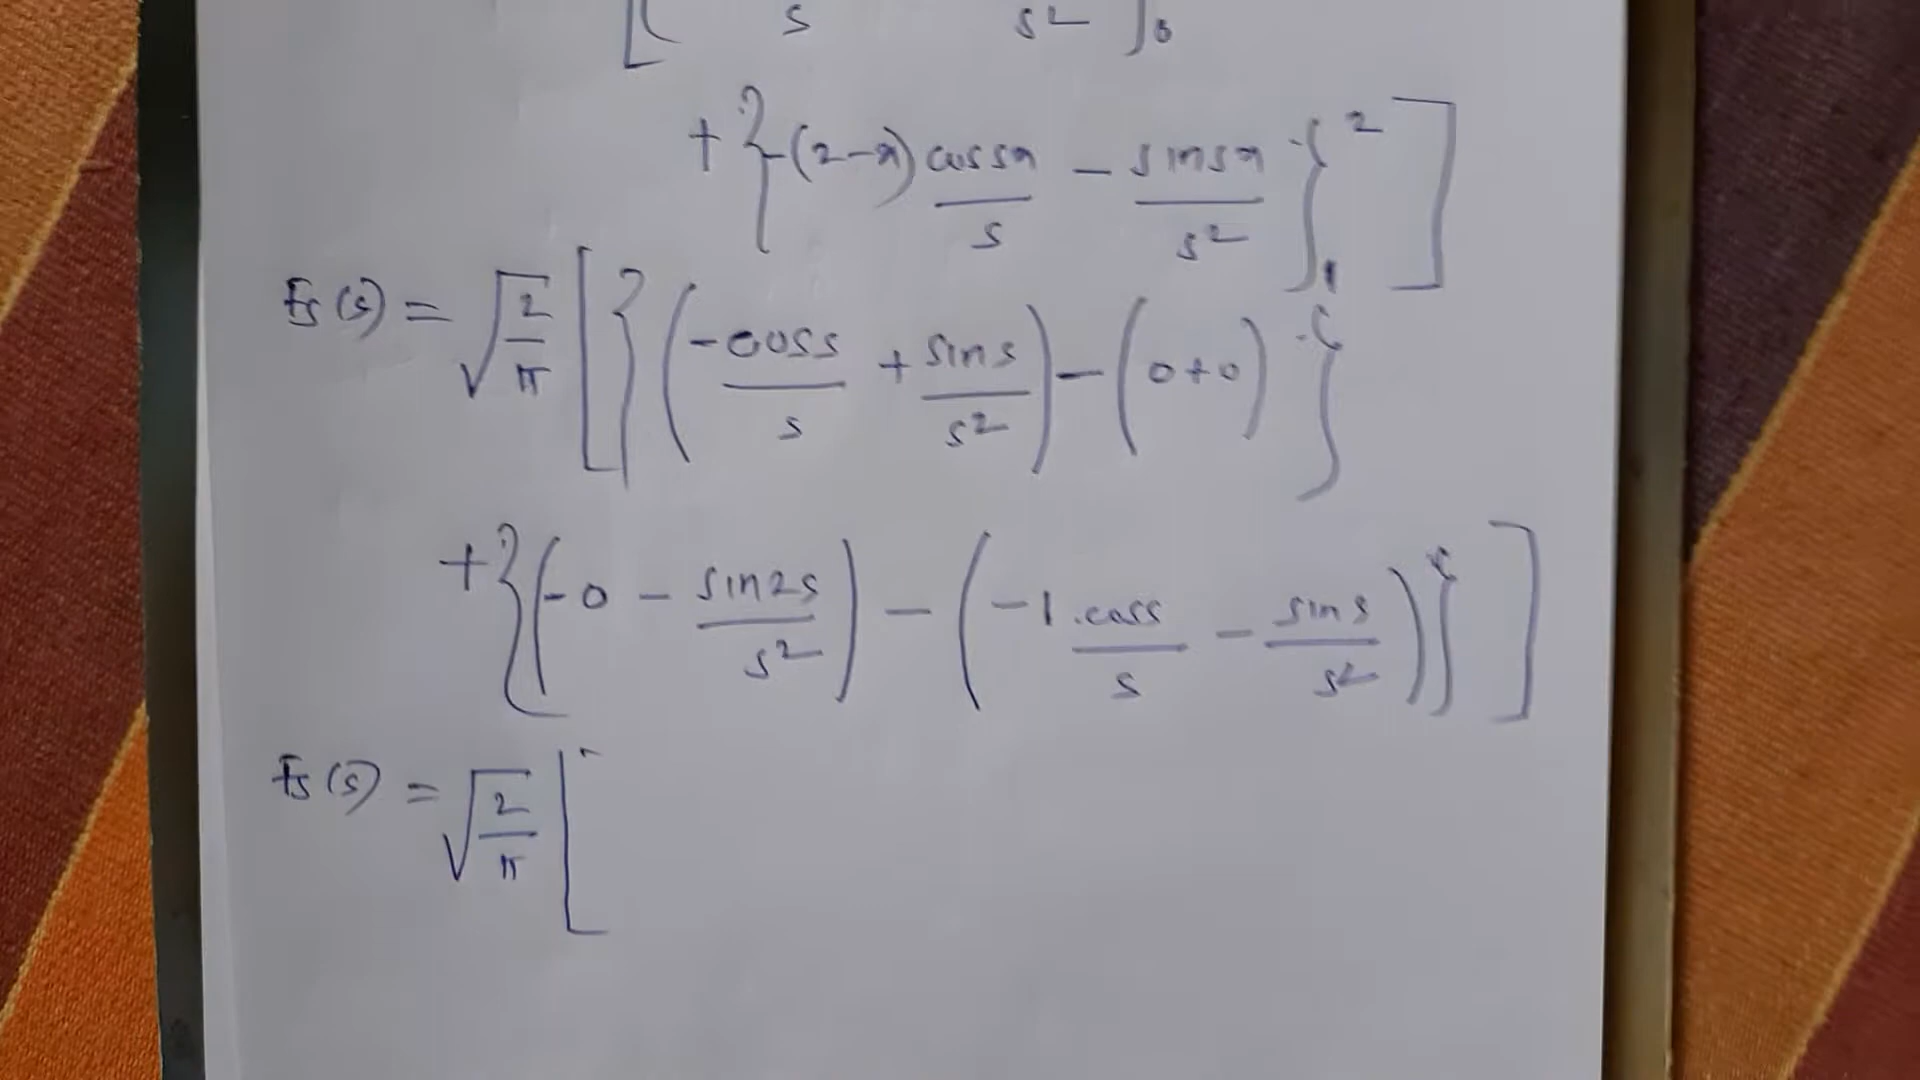 [ s s² ]₀
+ {-(2-x) cos sx/s - sin sx/s² }₁² ]
Fs(s) = √(2/π) [ { ( -cos s/s + sin s/s² ) - ( 0+0 ) }
+ { ( -0 - sin 2s/s² ) - ( -1 . cos s/s - sin s/s² ) } ]
Fs(s) = √(2/π) [